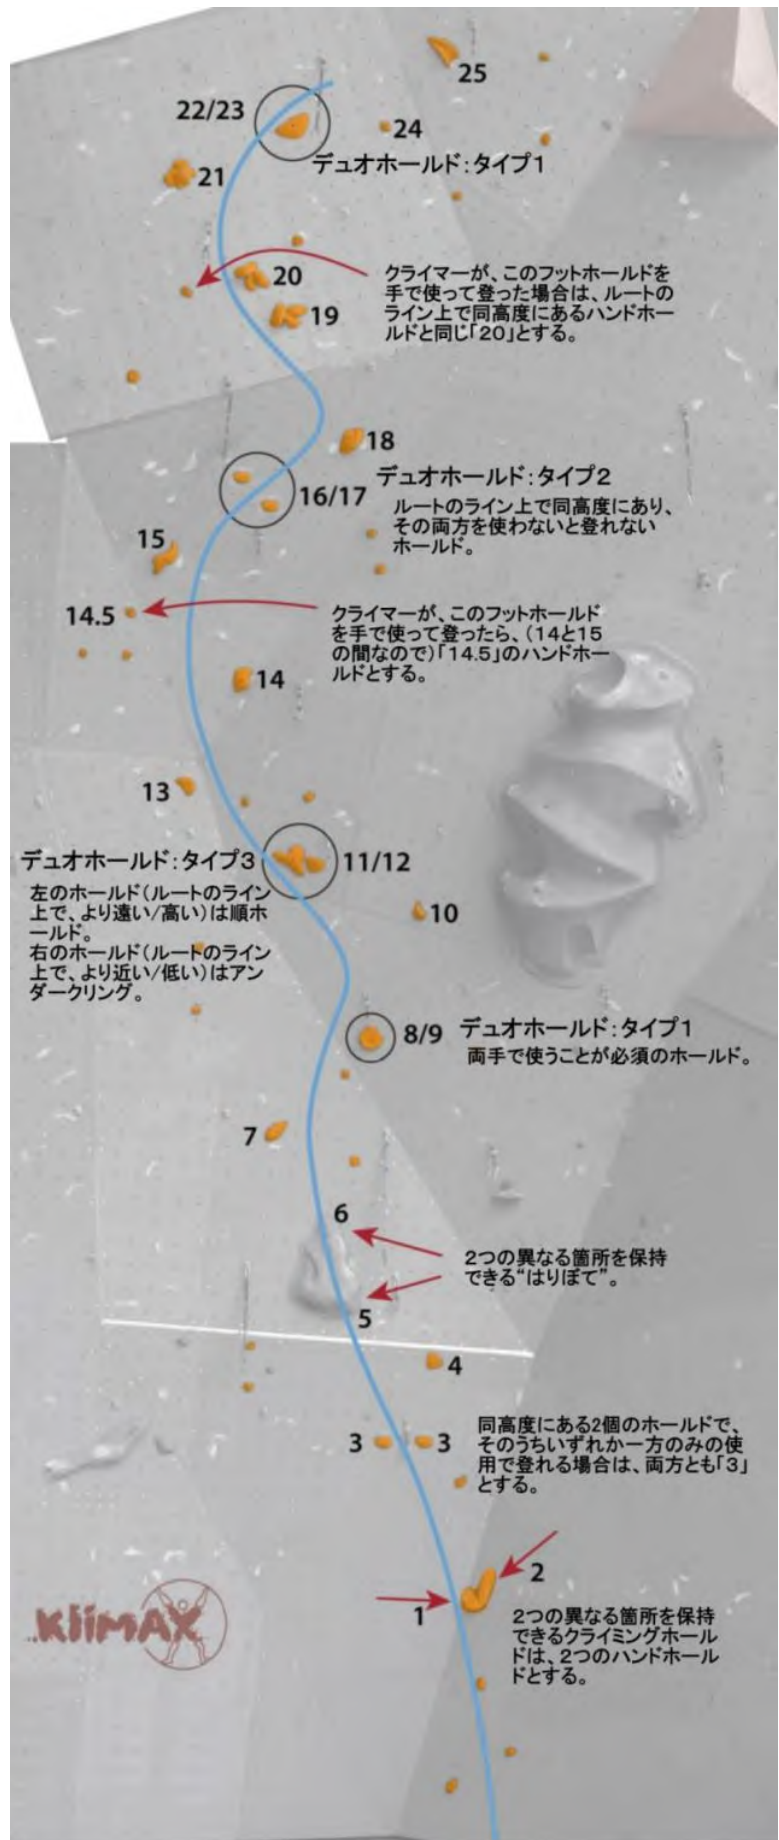 25
22/23
24
デュオホールド：タイプ1
21
20
クライマーが、このフットホールドを
手で使って登った場合は、ルートの
ライン上で同高度にあるハンドホー
ルドと同じ「20」とする。
19
18
デュオホールド：タイプ2
16/17
ルートのライン上で同高度にあり、
その両方を使わないと登れない
ホールド。
15
14.5
クライマーが、このフットホールド
を手で使って登ったら、（14と15
の間なので）「14.5」のハンドホー
ルドとする。
14
13
デュオホールド：タイプ3
11/12
左のホールド（ルートのライン
上で、より遠い/高い）は順ホ
ールド。
右のホールド（ルートのライン
上で、より近い/低い）はアン
ダークリング。
10
8/9
デュオホールド：タイプ1
両手で使うことが必須のホールド。
7
6
2つの異なる箇所を保持
できる“はりぼて”。
5
4
3
3
同高度にある2個のホールドで、
そのうちいずれか一方のみの使
用で登れる場合は、両方とも「3」
とする。
2
1
2つの異なる箇所を保持
できるクライミングホール
ドは、2つのハンドホール
ドとする。
..KliMAX